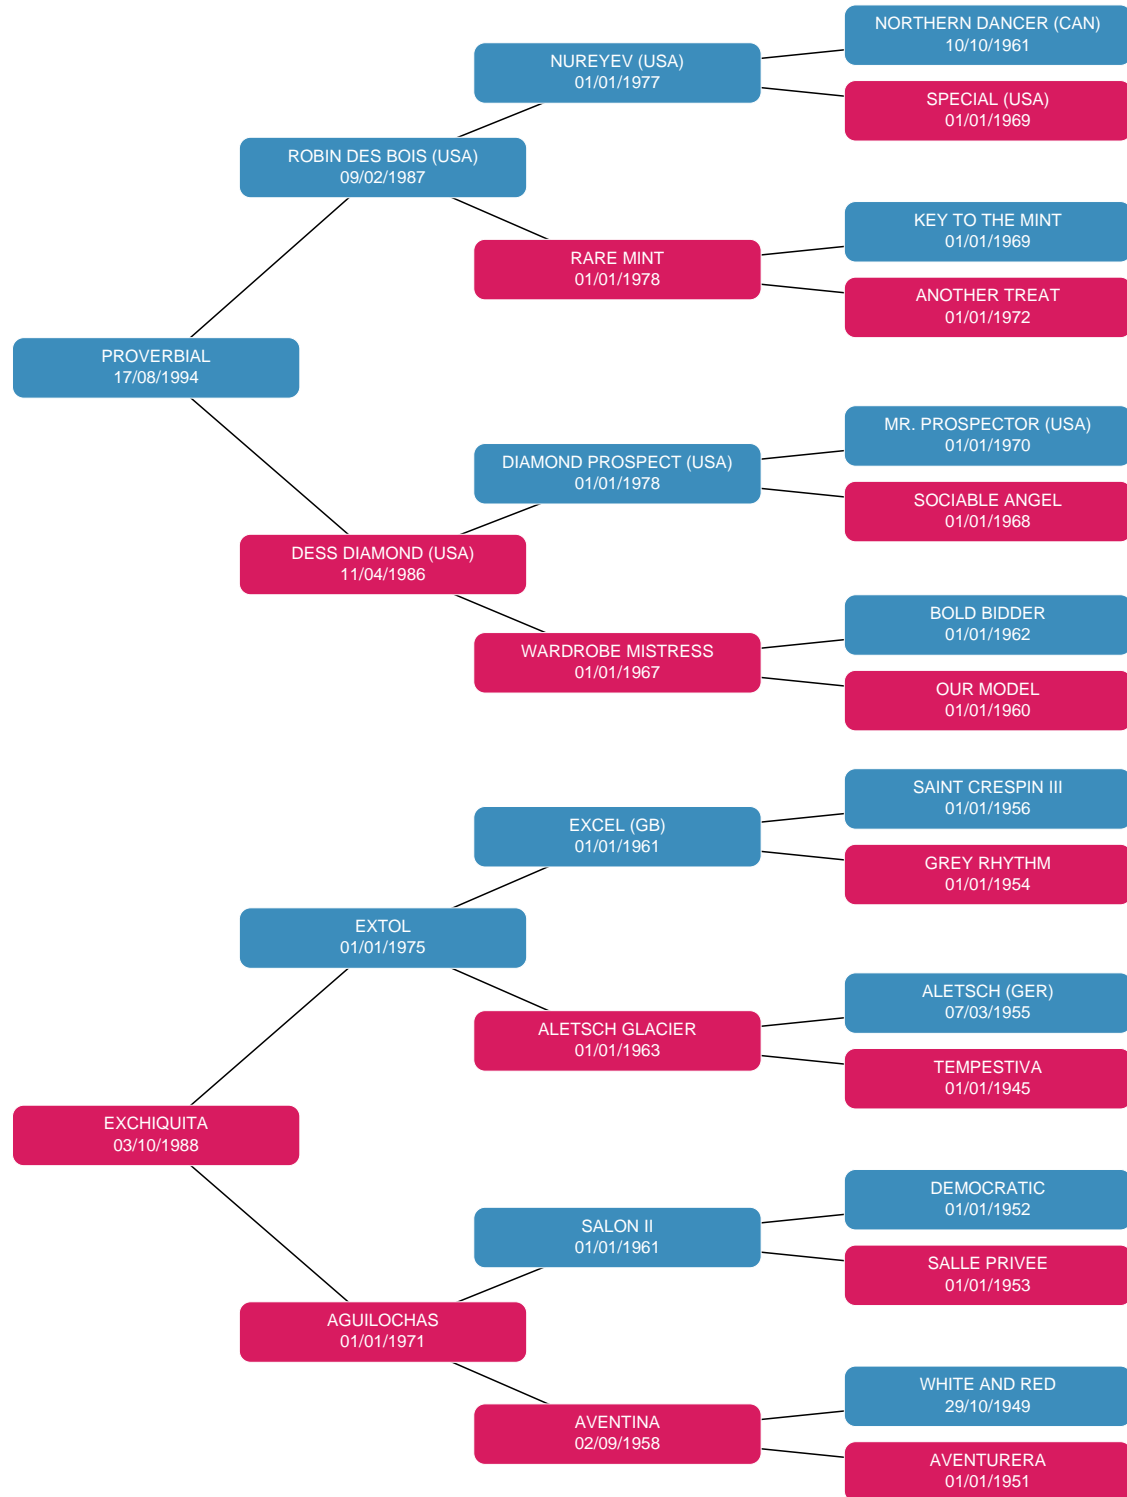 NORTHERN DANCER (CAN)
10/10/1961
NUREYEV (USA)
01/01/1977
SPECIAL (USA)
01/01/1969
ROBIN DES BOIS (USA)
09/02/1987
KEY TO THE MINT
01/01/1969
RARE MINT
01/01/1978
ANOTHER TREAT
01/01/1972
PROVERBIAL
17/08/1994
MR. PROSPECTOR (USA)
01/01/1970
DIAMOND PROSPECT (USA)
01/01/1978
SOCIABLE ANGEL
01/01/1968
DESS DIAMOND (USA)
11/04/1986
BOLD BIDDER
01/01/1962
WARDROBE MISTRESS
01/01/1967
OUR MODEL
01/01/1960
SAINT CRESPIN III
01/01/1956
EXCEL (GB)
01/01/1961
GREY RHYTHM
01/01/1954
EXTOL
01/01/1975
ALETSCH (GER)
07/03/1955
ALETSCH GLACIER
01/01/1963
TEMPESTIVA
01/01/1945
EXCHIQUITA
03/10/1988
DEMOCRATIC
01/01/1952
SALON II
01/01/1961
SALLE PRIVEE
01/01/1953
AGUILOCHAS
01/01/1971
WHITE AND RED
29/10/1949
AVENTINA
02/09/1958
AVENTURERA
01/01/1951